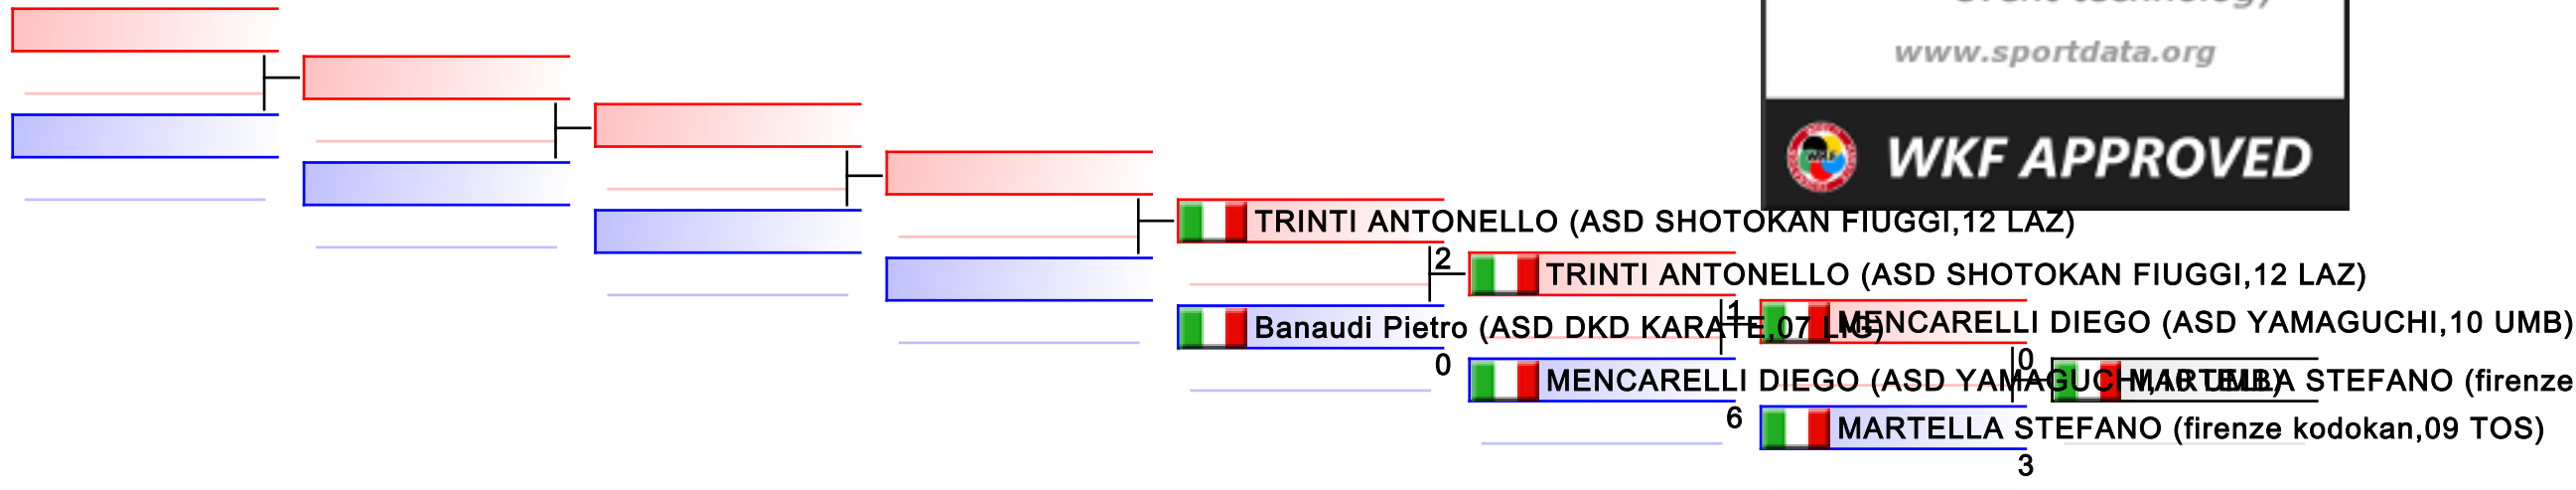 event technology
www.sportdata.org
WKF APPROVED
TRINTI ANTONELLO (ASD SHOTOKAN FIUGGI,12 LAZ)
2
TRINTI ANTONELLO (ASD SHOTOKAN FIUGGI,12 LAZ)
Banaudi Pietro (ASD DKD KARATE,07 LIG)
1
MENCARELLI DIEGO (ASD YAMAGUCHI,10 UMB)
0
0
MENCARELLI DIEGO (ASD YAMAGUCHI,10 UMB)
MARTELLA STEFANO (firenze
6
MARTELLA STEFANO (firenze kodokan,09 TOS)
3